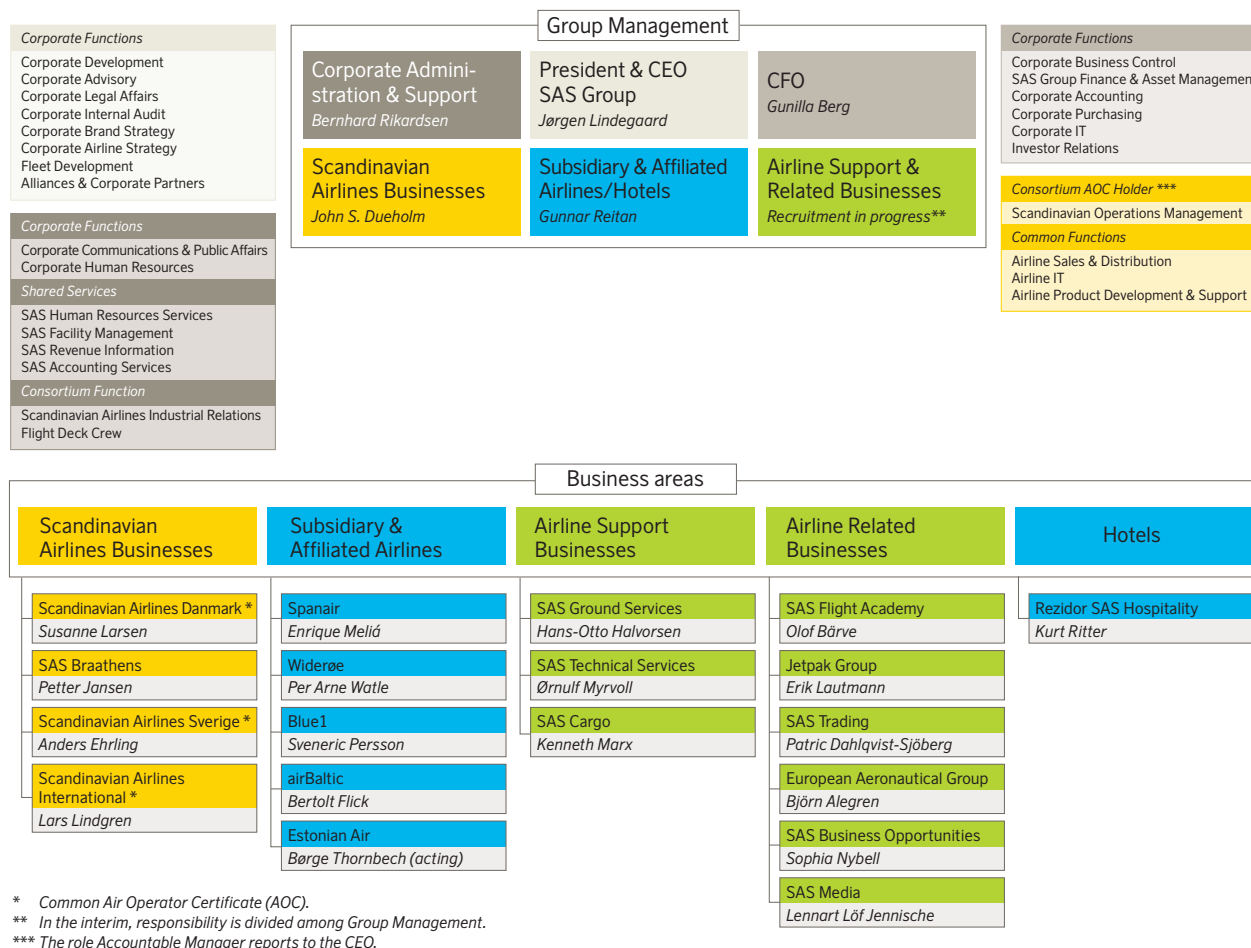 Corporate Functions
Corporate Development
Corporate Advisory
Corporate Legal Affairs
Corporate Internal Audit
Corporate Brand Strategy
Corporate Airline Strategy
Fleet Development
Alliances & Corporate Partners
Corporate Functions
Corporate Communications & Public Affairs
Corporate Human Resources
Shared Services
SAS Human Resources Services
SAS Facility Management
SAS Revenue Information
SAS Accounting Services
Consortium Function
Scandinavian Airlines Industrial Relations
Flight Deck Crew
Group Management
Corporate Admini-
stration & Support
Bernhard Rikardsen
President & CEO
SAS Group
Jørgen Lindegaard
CFO
Gunilla Berg
Scandinavian
Airlines Businesses
John S. Dueholm
Subsidiary & Affiliated
Airlines/Hotels
Gunnar Reitan
Airline Support &
Related Businesses
Recruitment in progress**
Corporate Functions
Corporate Business Control
SAS Group Finance & Asset Management
Corporate Accounting
Corporate Purchasing
Corporate IT
Investor Relations
Consortium AOC Holder ***
Scandinavian Operations Management
Common Functions
Airline Sales & Distribution
Airline IT
Airline Product Development & Support
Business areas
Scandinavian
Airlines Businesses
Scandinavian Airlines Danmark *
Susanne Larsen
SAS Braathens
Petter Jansen
Scandinavian Airlines Sverige *
Anders Ehrling
Scandinavian Airlines
International *
Lars Lindgren
Subsidiary &
Affiliated Airlines
Spanair
Enrique Meliá
Widerøe
Per Arne Watle
Blue1
Sveneric Persson
airBaltic
Bertolt Flick
Estonian Air
Børge Thornbech (acting)
Airline Support
Businesses
SAS Ground Services
Hans-Otto Halvorsen
SAS Technical Services
Ørnulf Myrvoll
SAS Cargo
Kenneth Marx
Airline Related
Businesses
SAS Flight Academy
Olof Bärve
Jetpak Group
Erik Lautmann
SAS Trading
Patric Dahlqvist-Sjöberg
European Aeronautical Group
Björn Alegren
SAS Business Opportunities
Sophia Nybell
SAS Media
Lennart Löf Jennische
Hotels
Rezidor SAS Hospitality
Kurt Ritter
* Common Air Operator Certificate (AOC).
** In the interim, responsibility is divided among Group Management.
*** The role Accountable Manager reports to the CEO.